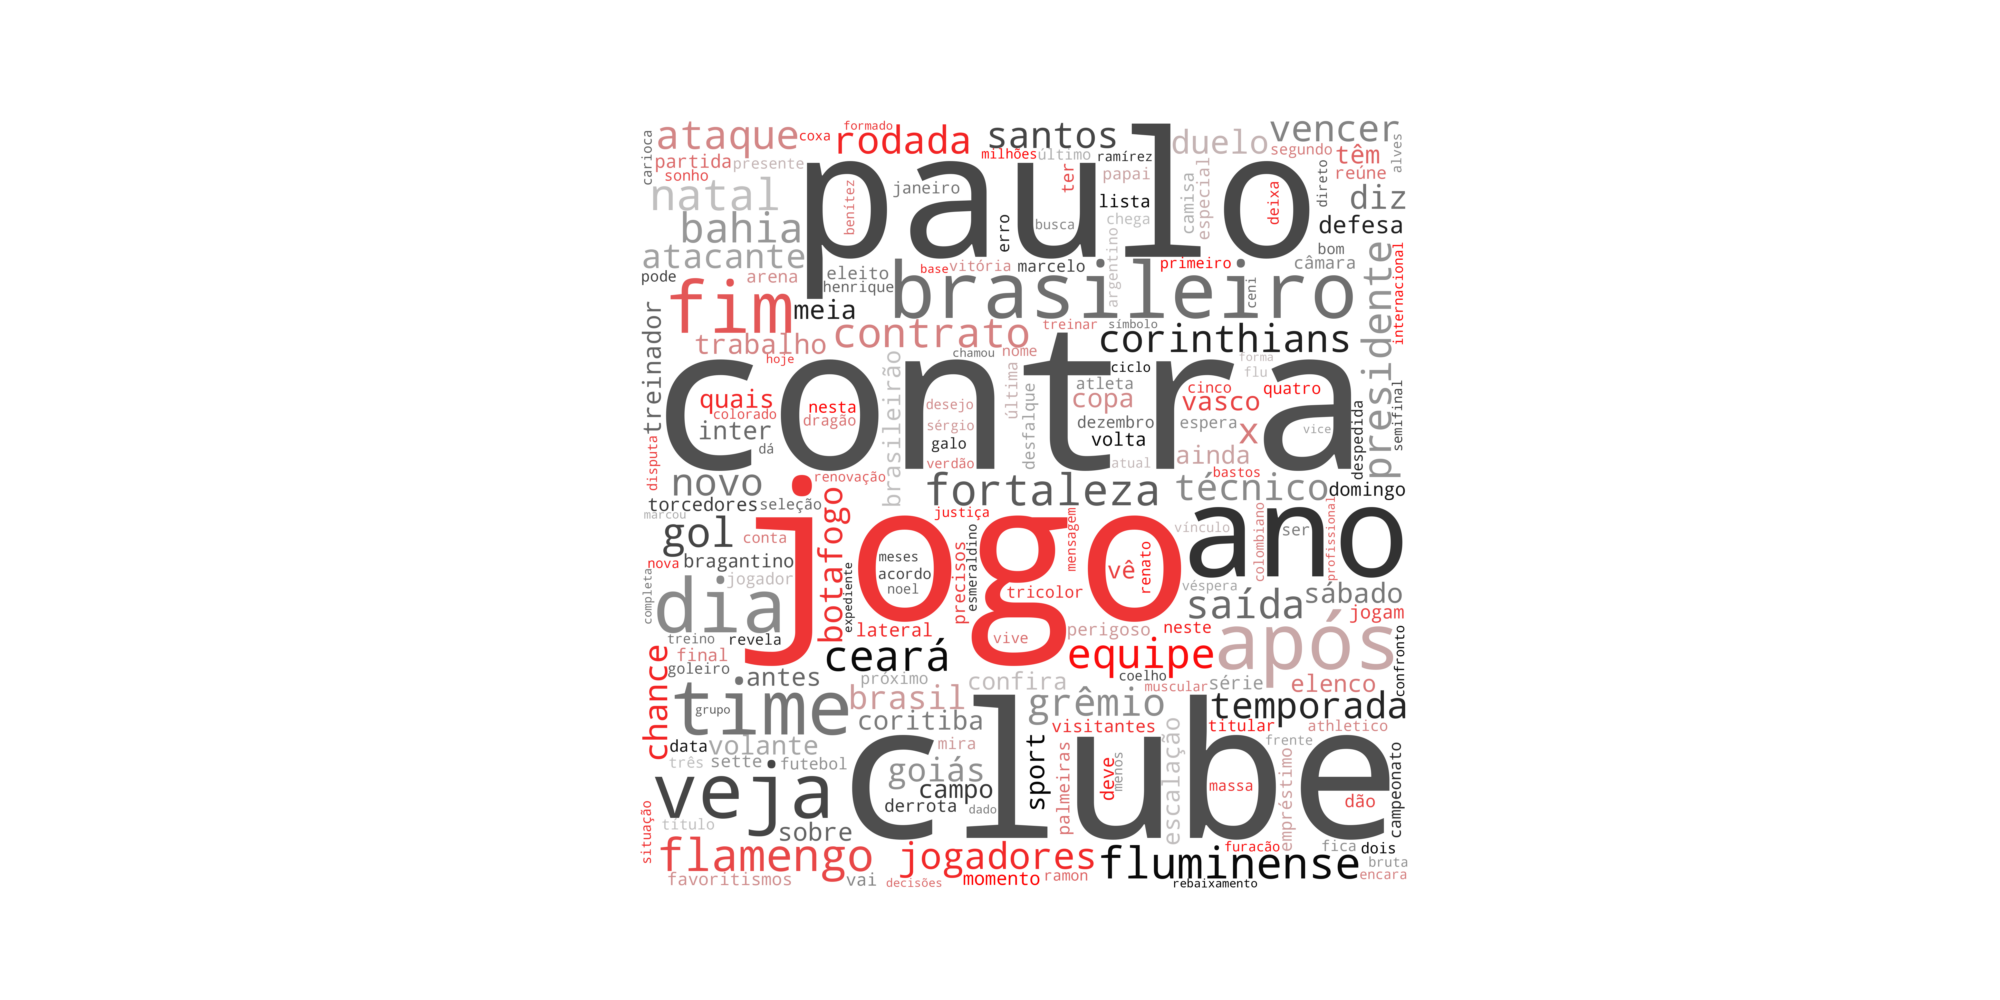 formado
ataque
coxa
rodada
santos
paulo
duelo
vencer
carioca
partida
presente
milhões
último
ramírez
segundo
têm
alves
sonho
ter
papai
reúne
direto
natal
benítez
janeiro
lista
camisa
especial
deixa
diz
bahia
erro
busca
chega
defesa
atacante
argentino
bom
presidente
internacional
pode
arena
eleito
base
vitória
marcelo
primeiro
câmara
henrique
brasileiro
ceni
fim
meia
contrato
treinar
símbolo
corinthians
treinador
trabalho
chamou
nome
hoje
contra
brasileirão
última
ciclo
forma
flu
atleta
quais
colorado
nesta
dragão
desejo
copa
cinco
vasco
quatro
semifinal
inter
sérgio
desfalque
dezembro
espera
x
vice
despedida
dá
galo
volta
disputa
verdão
atual
ainda
bastos
novo
renovação
fortaleza
técnico
domingo
torcedores
seleção
marcou
jogo
botafogo
justiça
mensagem
ano
gol
conta
precisos
esmeraldino
vínculo
colombiano
ser
profissional
nova
bragantino
meses
acordo
noel
vê
renato
completa
dia
jogador
expediente
tricolor
véspera
saída
sábado
jogam
treino
revela
lateral
vive
perigoso
neste
após
confronto
chance
final
goleiro
ceará
equipe
antes
próximo
confira
coelho
muscular
série
elenco
time
grupo
brasil
grêmio
temporada
coritiba
visitantes
titular
athletico
data
volante
mira
escalação
frente
três
sette
futebol
clube
goiás
sport
palmeiras
deve
menos
empréstimo
campeonato
veja
campo
derrota
dado
massa
dão
situação
título
sobre
flamengo
jogadores
fluminense
furacão
fica
dois
bruta
favoritismos
vai
decisões
momento
ramon
rebaixamento
encara